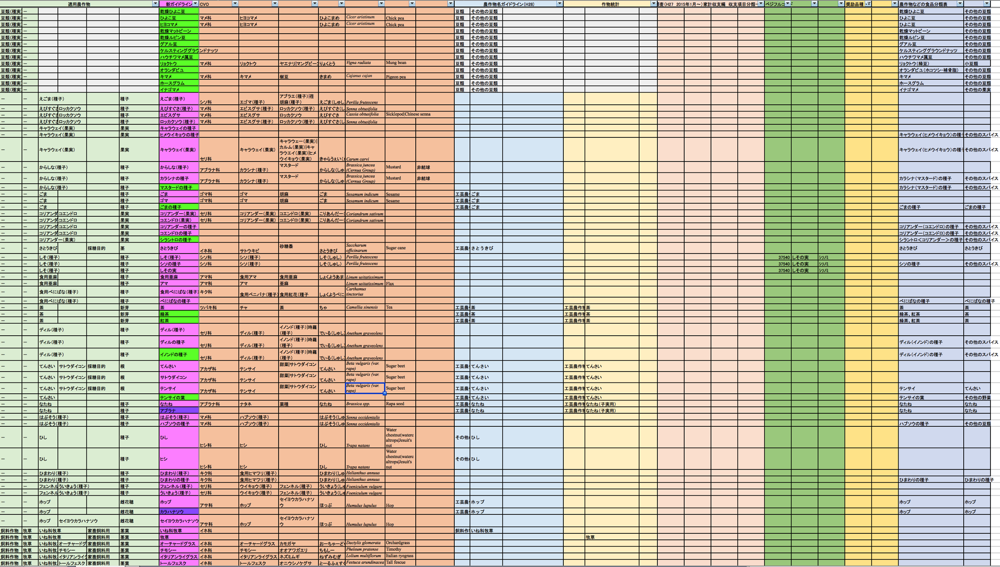 適用農作物 新ガイドライン CVO 農作物名ガイドライン(H28) 作物統計 調査(H27 2015年1月〜)家計収支編 収支項目分類 ベジフルコード 奨励品種 農作物などの食品分類表
豆類(種実) − 乾燥ひよこ豆 豆類 その他の豆類 乾燥ひよこ豆 その他の豆類
豆類(種実) − ひよこ豆 マメ科 ヒヨコマメ ひよこまめ Cicer arietinum Chick pea 豆類 その他の豆類 ひよこ豆 その他の豆類
豆類(種実) − ヒヨコマメ マメ科 ヒヨコマメ ひよこまめ Cicer arietinum Chick pea 豆類 その他の豆類 ひよこ豆 その他の豆類
豆類(種実) − 乾燥マットビーン 豆類 その他の豆類 乾燥マットビーン その他の豆類
豆類(種実) − 乾燥ルピン豆 豆類 その他の豆類 乾燥ルピン豆 その他の豆類
豆類(種実) − グアル豆 豆類 その他の豆類 グアル豆 その他の豆類
豆類(種実) − ケルスティンググラウンドナッツ 豆類 その他の豆類 ケルスティンググラウンドナッツ その他の豆類
豆類(種実) − ハウチワマメ属豆 豆類 その他の豆類 ハウチワマメ属豆 その他の豆類
豆類(種実) − リョクトウ マメ科 リョクトウ ヤエナリ|マングビーン りょくとう Vigna radiata Mung bean 豆類 その他の豆類 リョクトウ(緑豆) 小豆類
豆類(種実) − オランダビユ 豆類 その他の豆類 オランダビユ(ホコツシ・補骨脂) その他の豆類
豆類(種実) − キマメ マメ科 キマメ 樹豆 きまめ Cajanus cajan Pigeon pea 豆類 その他の豆類 キマメ その他の豆類
豆類(種実) − ホースグラム 豆類 その他の豆類 ホースグラム その他の豆類
豆類(種実) − イナゴマメ 豆類 その他の豆類 イナゴマメ その他の果実
− − えごま(種子) 種子 えごま(種子) シソ科 エゴマ(種子) アブラエ(種子)|荏胡麻(種子) えごま(しゅし Perilla frutescens
− − えびすぐさ ロッカクソウ 種子 えびすぐさ(種子) マメ科 エビスグサ(種子) ロッカクソウ(種子) えびすぐさ(し Senna obtusifolia
− − えびすぐさ ロッカクソウ 種子 エビスグサ マメ科 エビスグサ ロッカクソウ えびすぐさ Cassia obtusifolia Sicklepod|Chinese senna
− − えびすぐさ ロッカクソウ 種子 ロッカクソウ(種子) マメ科 エビスグサ(種子) ロッカクソウ(種子) えびすぐさ(し Senna obtusifolia
− − キャラウェイ(果実) 果実 キャラウェイの種子
− − キャラウェイ(果実) 果実 ヒメウイキョウの種子 キャラウェイ(ヒメウイキョウ)の種子 その他のスパイス
− − キャラウェイ(果実) 果実 キャラウェイ(果実) セリ科 キャラウェイ(果実) キャラウェー(果実)|カルム(果実)|キャラウエイ(果実)|ヒメウイキョウ(果実) きゃらうぇい( Carum carvi キャラウェイ(ヒメウイキョウ)の種子 その他のスパイス
− − からしな(種子) 種子 からしな(種子) アブラナ科 カラシナ(種子) マスタード からしな(しゅ Brassica juncea (Cernua Group) Mustard 非結球
− − からしな(種子) 種子 カラシナの種子 アブラナ科 カラシナ(種子) マスタード からしな(しゅ Brassica juncea (Cernua Group) Mustard 非結球 カラシナ(マスタード)の種子 その他のスパイス
− − からしな(種子) 種子 マスタードの種子 カラシナ(マスタード)の種子 その他のスパイス
− − ごま 種子 ごま ゴマ科 ゴマ 胡麻 ごま Sesamum indicum Sesame 工芸農 ごま
− − ごま 種子 ゴマ ゴマ科 ゴマ 胡麻 ごま Sesamum indicum Sesame 工芸農 ごま
− − ごま 種子 ごまの種子 工芸農 ごま ごまの種子 ごまの種子
− − コリアンダ コエンドロ 果実 コリアンダー(果実) セリ科 コリアンダー(果実) コエンドロ(果実) こりあんだー( Coriandrum sativum
− − コリアンダ コエンドロ 果実 コエンドロ(果実) セリ科 コリアンダー(果実) コエンドロ(果実) こりあんだー( Coriandrum sativum
− − コリアンダ コエンドロ 果実 コリアンダーの種子 コリアンダー(コエンドロ)の種子 その他のスパイス
− − コリアンダ コエンドロ 果実 コエンドロの種子 コリアンダー(コエンドロ)の種子 その他のスパイス
− − コリアンダー(果実) 果実 シラントロの種子 シラントロ<コリアンダー>の種子 その他のスパイス
− − さとうきび 採糖目的 茎 さとうきび イネ科 サトウキビ 砂糖黍 さとうきび Saccharum officinarum Sugar cane 工芸農 さとうきび さとうきび さとうきび
− − しそ(種子) 種子 しそ(種子) シソ科 シソ(種子) しそ(しゅし) Perilla frutescens 37540 しその実 シソノミ
− − しそ(種子) 種子 シソの種子 シソ科 シソ(種子) しそ(しゅし) Perilla frutescens 37540 しその実 シソノミ シソの種子 その他のスパイス
− − しそ(種子) 種子 しその実 37540 しその実 シソノミ
− − 食用亜麻 種子 食用亜麻 アマ科 食用アマ 食用亜麻 しょくようあま Linum usitatissimum
− − 食用亜麻 種子 アマ アマ科 アマ 亜麻 Linum usitatissimum Flax
− − 食用べにばな(種子) 種子 食用べにばな(種子) キク科 食用ベニバナ(種子) 食用紅花(種子 しょくようべに Carthamus tinctorius
− − 食用べにばな(種子) 種子 べにばなの種子 べにばなの種子 べにばなの種子
− − 茶 新芽 茶 ツバキ科 チャ 茶 ちゃ Camellia sinensis Tea 工芸農 茶 工芸農作物 茶 茶 茶
− − 茶 新芽 緑茶 工芸農 茶 工芸農作物 茶 緑茶、紅茶 茶
− − 茶 新芽 紅茶 工芸農 茶 工芸農作物 茶 緑茶、紅茶 茶
− − ディル(種子) 種子 ディル(種子) セリ科 ディル(種子) イノンド(種子)|時蘿(種子) でぃる(しゅし) Anethum graveolens
− − ディル(種子) 種子 ディルの種子 セリ科 ディル(種子) イノンド(種子)|時蘿(種子) でぃる(しゅし) Anethum graveolens ディル(イノンド)の種子 その他のスパイス
− − ディル(種子) 種子 イノンドの種子 セリ科 ディル(種子) イノンド(種子)|時蘿(種子) でぃる(しゅし) Anethum graveolens ディル(イノンド)の種子 その他のスパイス
− − てんさい サトウダイコン 採糖目的 根 てんさい アカザ科 テンサイ 甜菜|サトウダイコン てんさい Beta vulgaris (var. rape) Sugar beet 工芸農 てんさい 工芸農作物 てんさい
− − てんさい サトウダイコン 採糖目的 根 サトウダイコン アカザ科 テンサイ 甜菜|サトウダイコン てんさい Beta vulgaris (var. rape) Sugar beet 工芸農 てんさい 工芸農作物 てんさい
− − てんさい サトウダイコン 採糖目的 根 テンサイ アカザ科 テンサイ 甜菜|サトウダイコン てんさい Beta vulgaris (var. rape) Sugar beet 工芸農 てんさい 工芸農作物 てんさい テンサイ てんさい
− − てんさい テンサイの葉 工芸農 てんさい 工芸農作物 てんさい テンサイの葉 その他の野菜
− − なたね 種子 なたね アブラナ科 ナタネ 菜種 なたね Brassica spp. Rapa seed 工芸農 なたね 工芸農作物 なたね(子実用) なたね なたね
− − なたね 種子 アブラナ 工芸農 なたね 工芸農作物 なたね(子実用) なたね なたね
− − はぶそう(種子) 種子 はぶそう(種子) マメ科 ハブソウ(種子) はぶそう(しゅ Senna occidentalis
− − はぶそう(種子) 種子 ハブソウの種子 マメ科 ハブソウ(種子) はぶそう(しゅ Senna occidentalis ハブソウの種子 その他の豆類
− − ひし 種子 ひし ヒシ科 ヒシ ひし Trapa natans Water chestnut|watercaltrops|Jesuit's nut その他 ひし
− − ひし 種子 ヒシ ヒシ科 ヒシ ひし Trapa natans Water chestnut|watercaltrops|Jesuit's nut その他 ひし
− − ひまわり(種子) 種子 ひまわり(種子) キク科 食用ヒマワリ(種子) ひまわり(しゅ Helianthus annuus
− − ひまわり(種子) 種子 ひまわりの種子 キク科 食用ヒマワリ(種子) ひまわり(しゅ Helianthus annuus ひまわりの種子 ひまわりの種子
− − フェンネル ういきょう(種子) 種子 フェンネル(種子) セリ科 ウイキョウ(種子) フェンネル(種子) ういきょう(しゅ Foeniculum vulgare
− − フェンネル ういきょう(種子) 種子 ういきょう(種子) セリ科 ウイキョウ(種子) フェンネル(種子) ういきょう(しゅ Foeniculum vulgare
− − ホップ 雌花穂 ホップ アサ科 ホップ セイヨウカラハナソウ ほっぷ Humulus lupulus Hop 工芸農 ホップ ホップ ホップ
− − ホップ 雌花穂 カラハナソウ 工芸農 ホップ ホップ ホップ
− − ホップ セイヨウカラハナソウ 雌花穂 セイヨウカラハナソウ アサ科 ホップ セイヨウカラハナソウ ほっぷ Humulus lupulus Hop
飼料作物 牧草 いね科牧草 家畜飼料用 茎葉 いね科牧草 イネ科 飼料作 いね科牧草
飼料作物 牧草 いね科牧草 家畜飼料用 茎葉 牧草 牧草
飼料作物 牧草 いね科牧 オーチャードグ 家畜飼料用 茎葉 オーチャードグラス イネ科 オーチャードグラス カモガヤ おーちゃーど Dactylis glomerata Orchardgrass
飼料作物 牧草 いね科牧 チモシー 家畜飼料用 茎葉 チモシー イネ科 チモシー オオアワガエリ ちもしー Pheleum pratense Timothy
飼料作物 牧草 いね科牧 イタリアンライグ 家畜飼料用 茎葉 イタリアンライグラス イネ科 イタリアンライグラス ネズミムギ ねずみむぎ Lolium multiflorum Italian ryegrass
飼料作物 牧草 いね科牧 トールフェスク 家畜飼料用 茎葉 トールフェスク イネ科 トールフェスク オニウシノケグサ とーるふぇすく Festuca arundinacea Tall fescue